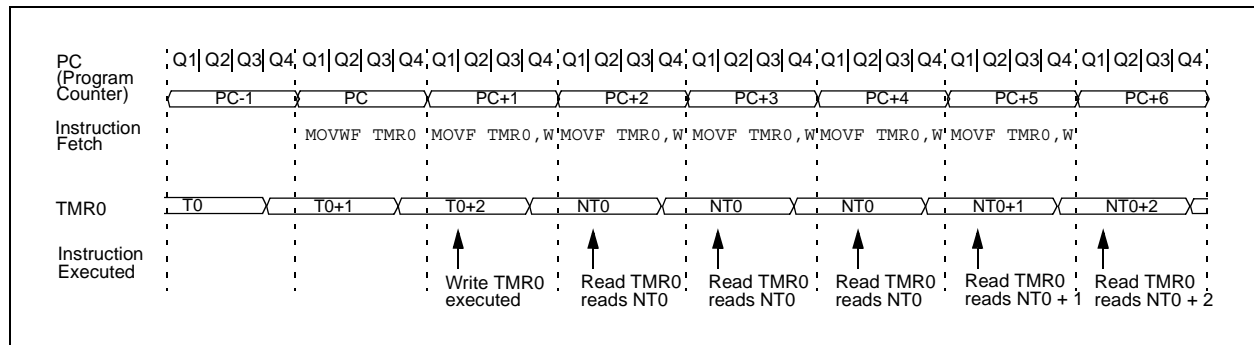 PC
(Program
Counter)
Q1 Q2 Q3 Q4 Q1 Q2 Q3 Q4 Q1 Q2 Q3 Q4 Q1 Q2 Q3 Q4 Q1 Q2 Q3 Q4 Q1 Q2 Q3 Q4 Q1 Q2 Q3 Q4 Q1 Q2 Q3 Q4
PC-1 PC PC+1 PC+2 PC+3 PC+4 PC+5 PC+6
Instruction
Fetch
MOVWF TMR0 MOVF TMR0,W MOVF TMR0,W MOVF TMR0,W MOVF TMR0,W MOVF TMR0,W
TMR0
T0 T0+1 T0+2 NT0 NT0 NT0 NT0+1 NT0+2
Instruction
Executed
Write TMR0
executed
Read TMR0
reads NT0
Read TMR0
reads NT0
Read TMR0
reads NT0
Read TMR0
reads NT0 + 1
Read TMR0
reads NT0 + 2